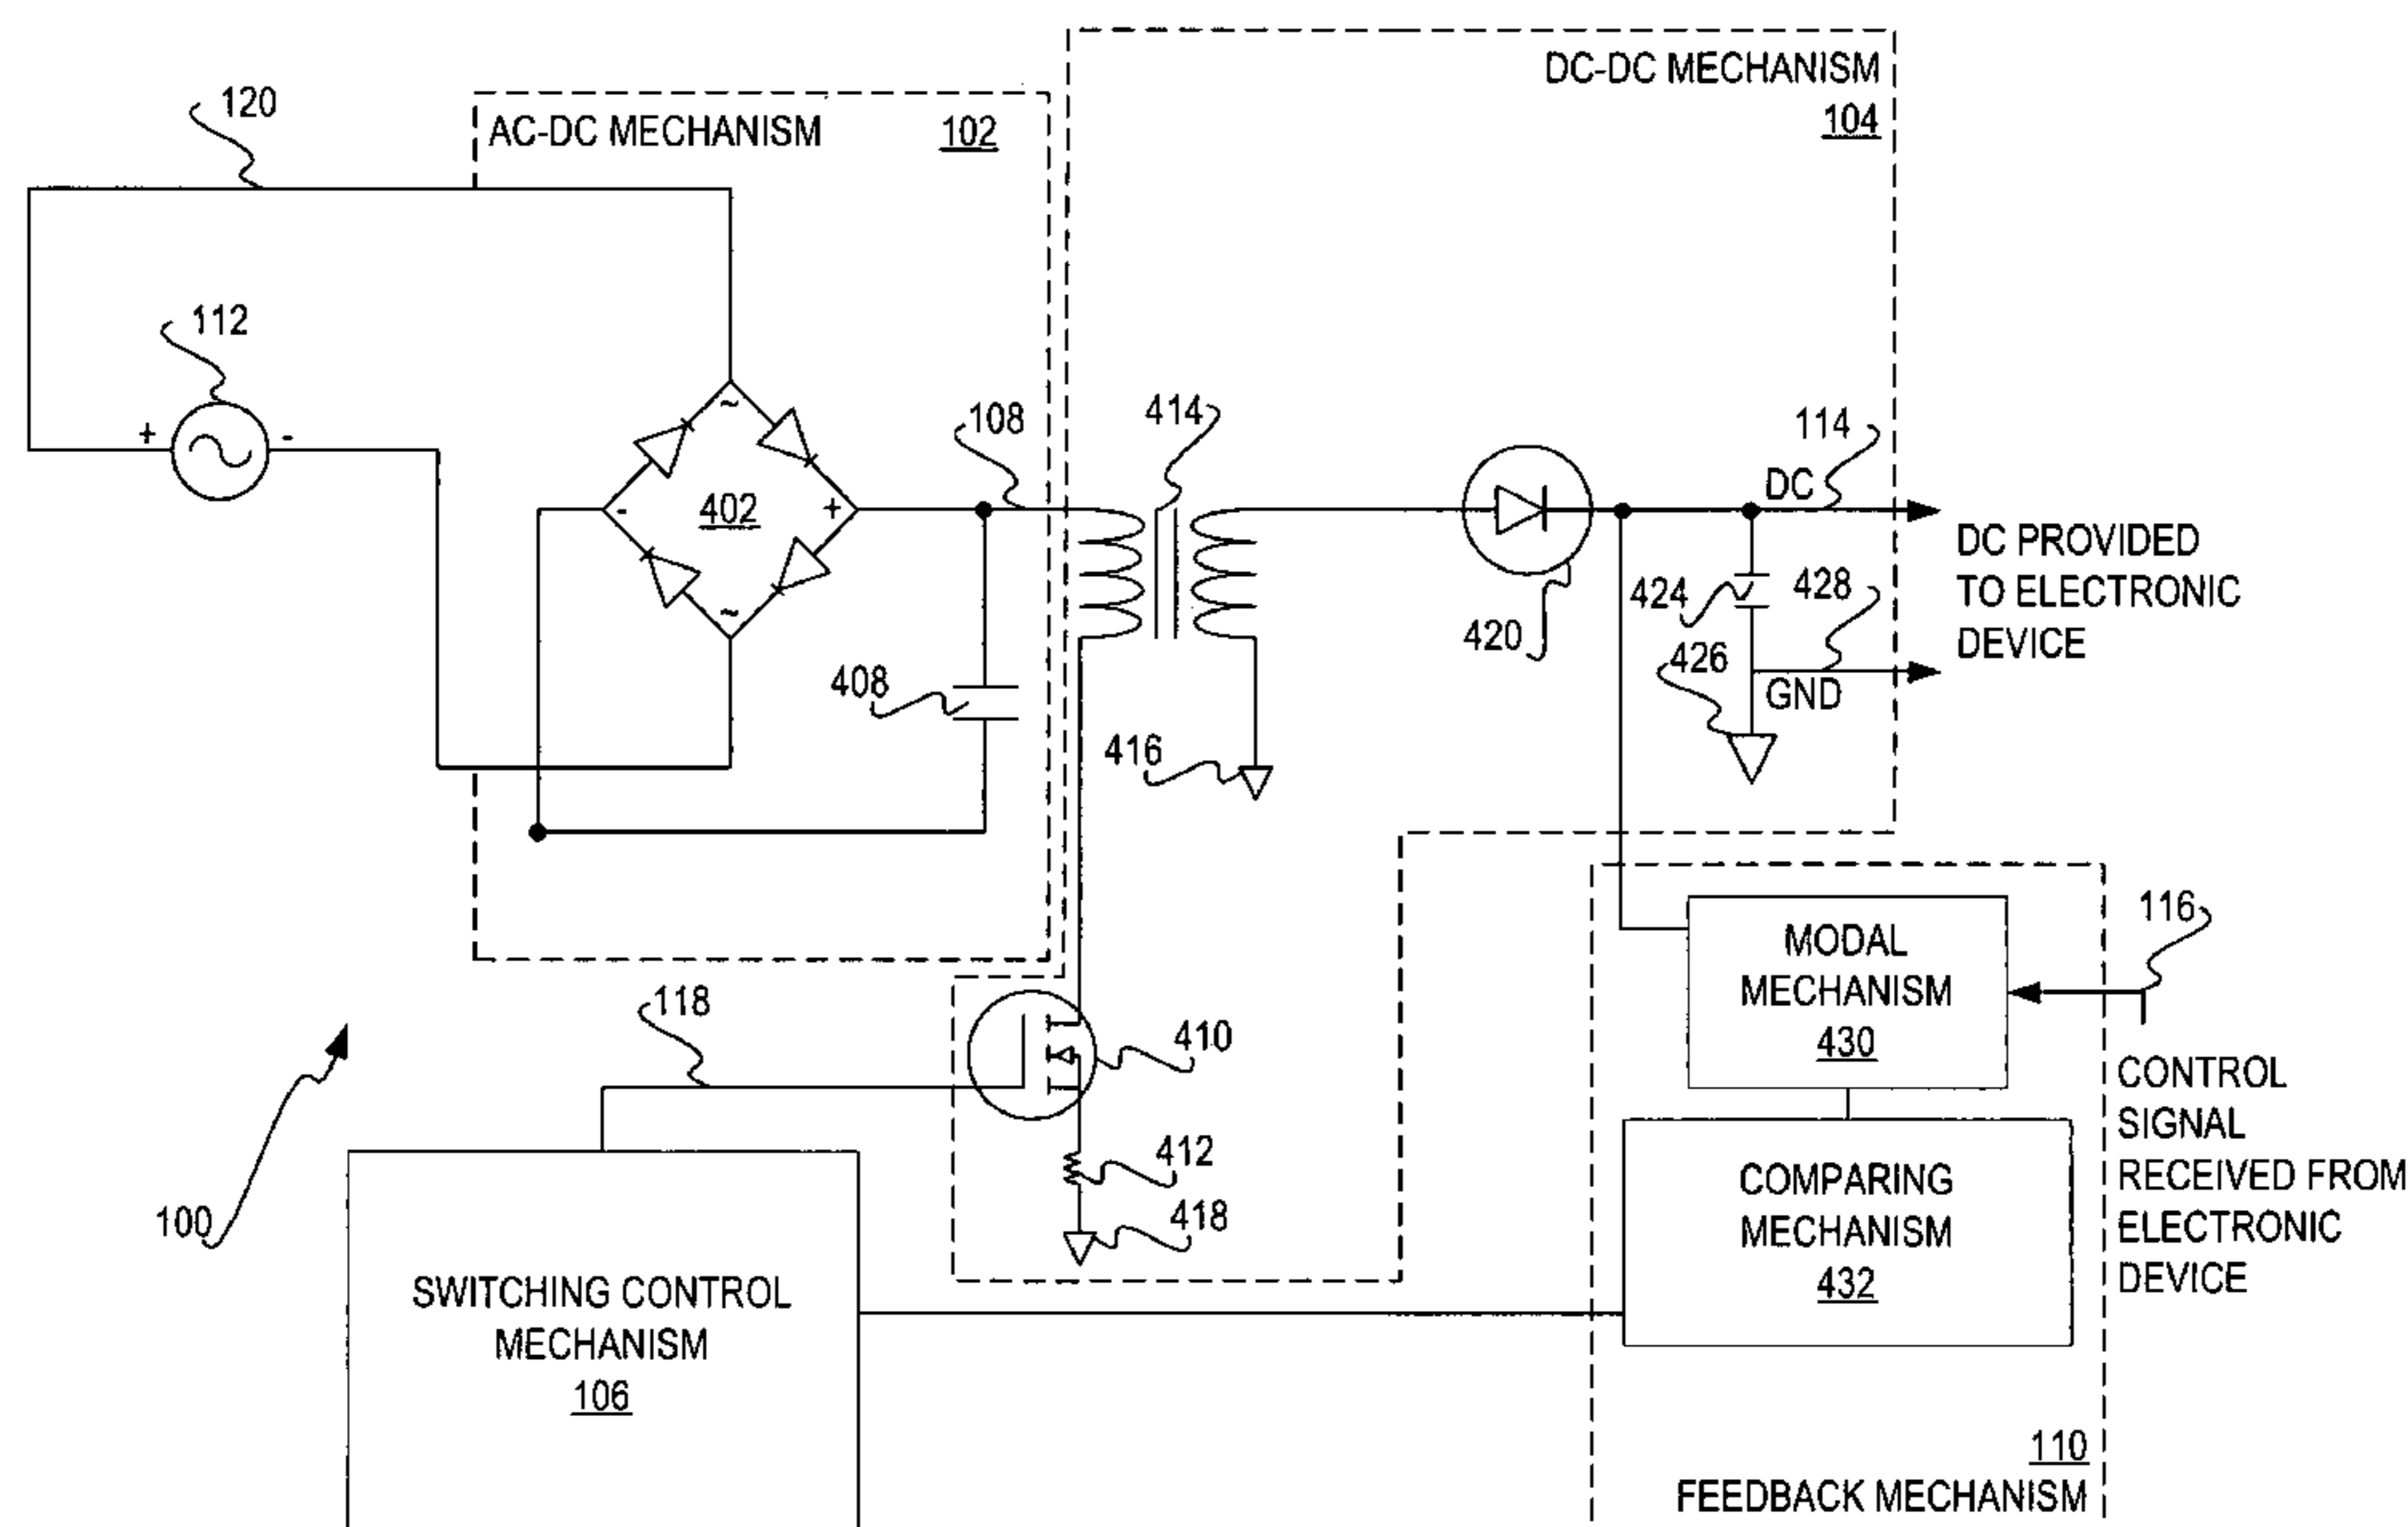 DC-DC MECHANISM
104
120
AC-DC MECHANISM 102
112
+ -
~
- 402 +
~
108
414
114
DC
420
424
428
426
GND
DC PROVIDED
TO ELECTRONIC
DEVICE
408
416
MODAL
MECHANISM
430
116
118
410
412
418
100
CONTROL
SIGNAL
RECEIVED FROM
ELECTRONIC
DEVICE
COMPARING
MECHANISM
432
SWITCHING CONTROL
MECHANISM
106
110
FEEDBACK MECHANISM